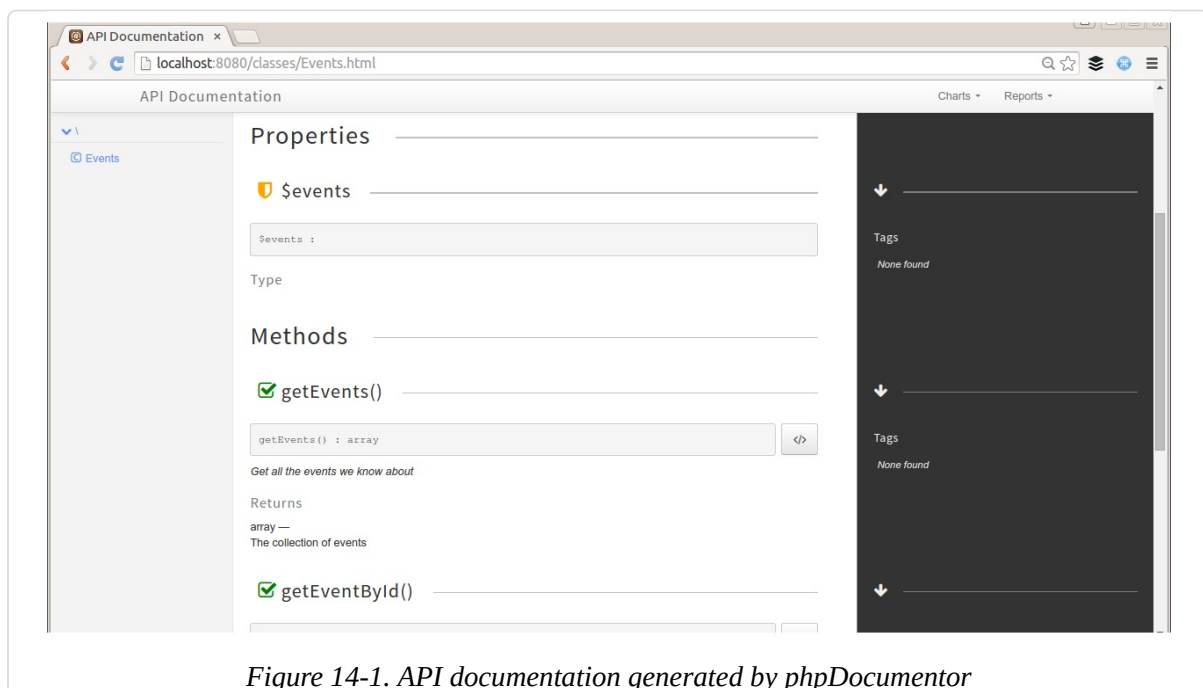 API Documentation ×
localhost:8080/classes/Events.html
API Documentation
Charts
Reports
\
Events
Properties
$events
$events :
Type
Tags
None found
Methods
getEvents()
getEvents() : array
</>
Get all the events we know about
Returns
array —
The collection of events
Tags
None found
getEventById()
Figure 14-1. API documentation generated by phpDocumentor